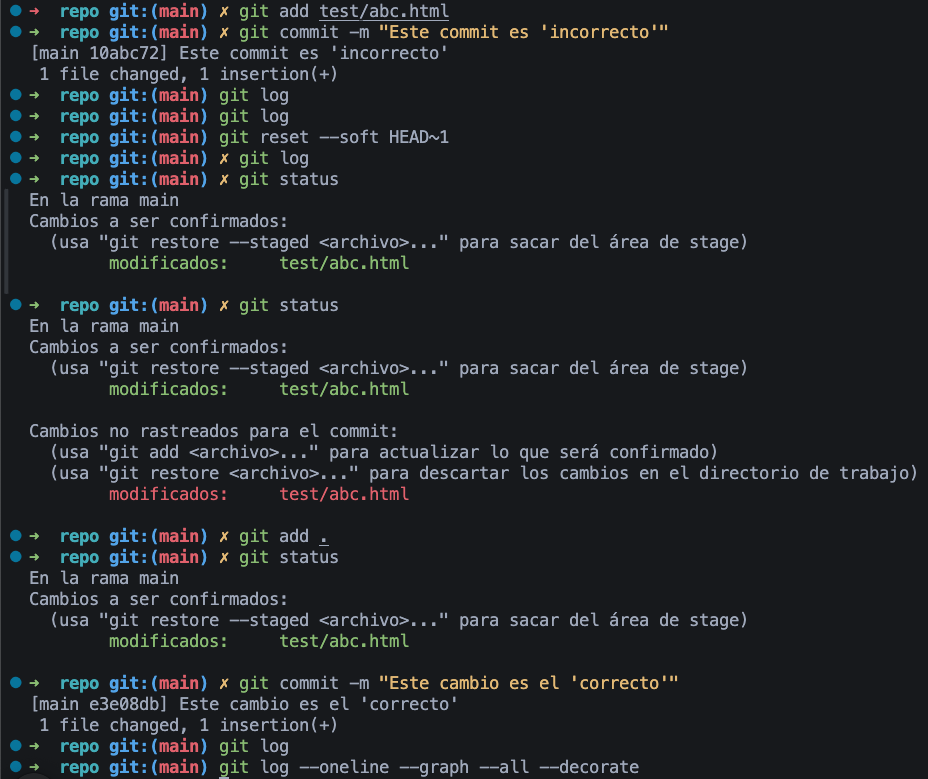 ➜  repo git:(main) ✗ git add test/abc.html
➜  repo git:(main) ✗ git commit -m "Este commit es 'incorrecto'"
[main 10abc72] Este commit es 'incorrecto'
 1 file changed, 1 insertion(+)
➜  repo git:(main) git log
➜  repo git:(main) git log
➜  repo git:(main) git reset --soft HEAD~1
➜  repo git:(main) ✗ git log
➜  repo git:(main) ✗ git status
En la rama main
Cambios a ser confirmados:
  (usa "git restore --staged <archivo>..." para sacar del área de stage)
        modificados:     test/abc.html

➜  repo git:(main) ✗ git status
En la rama main
Cambios a ser confirmados:
  (usa "git restore --staged <archivo>..." para sacar del área de stage)
        modificados:     test/abc.html

Cambios no rastreados para el commit:
  (usa "git add <archivo>..." para actualizar lo que será confirmado)
  (usa "git restore <archivo>..." para descartar los cambios en el directorio de trabajo)
        modificados:     test/abc.html

➜  repo git:(main) ✗ git add .
➜  repo git:(main) ✗ git status
En la rama main
Cambios a ser confirmados:
  (usa "git restore --staged <archivo>..." para sacar del área de stage)
        modificados:     test/abc.html

➜  repo git:(main) ✗ git commit -m "Este cambio es el 'correcto'"
[main e3e08db] Este cambio es el 'correcto'
 1 file changed, 1 insertion(+)
➜  repo git:(main) git log
➜  repo git:(main) git log --oneline --graph --all --decorate